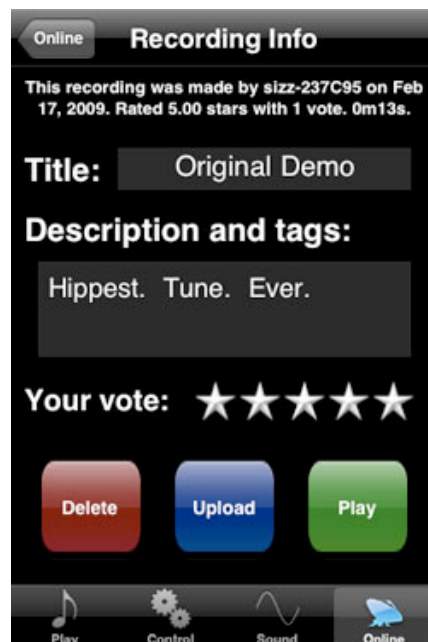 Online
Recording Info
This recording was made by sizz-237C95 on Feb
17, 2009. Rated 5.00 stars with 1 vote. 0m13s.
Title:
Original Demo
Description and tags:
Hippest. Tune. Ever.
Your vote:
Delete
Upload
Play
Play
Control
Sound
Online